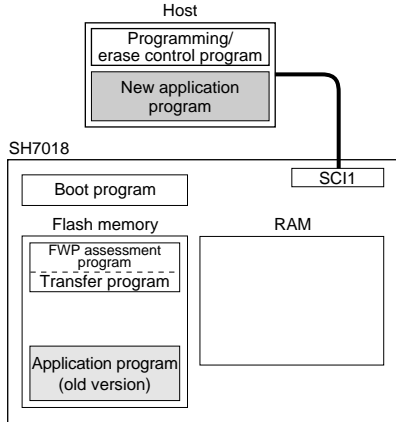 Host
Programming/
erase control program
New application
program
SH7018
SCI1
Boot program
Flash memory
RAM
FWP assessment
program
Transfer program
Application program
(old version)